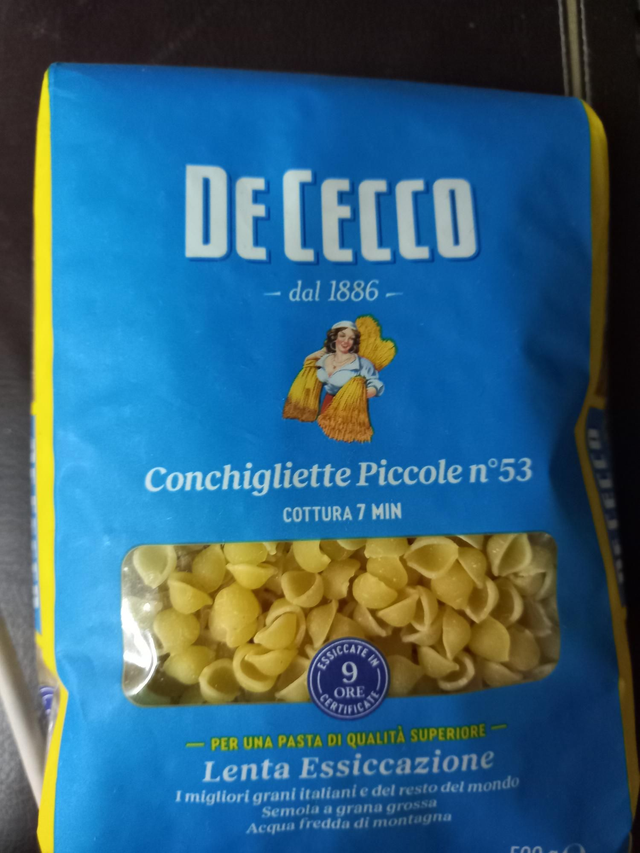 DE CECCO
dal 1886
Conchigliette Piccole n°53
COTTURA 7 MIN
ESSICCATE IN
9
ORE
CERTIFICATE
PER UNA PASTA DI QUALITÀ SUPERIORE
Lenta Essiccazione
I migliori grani italiani e del resto del mondo
Semola a grana grossa
Acqua fredda di montagna